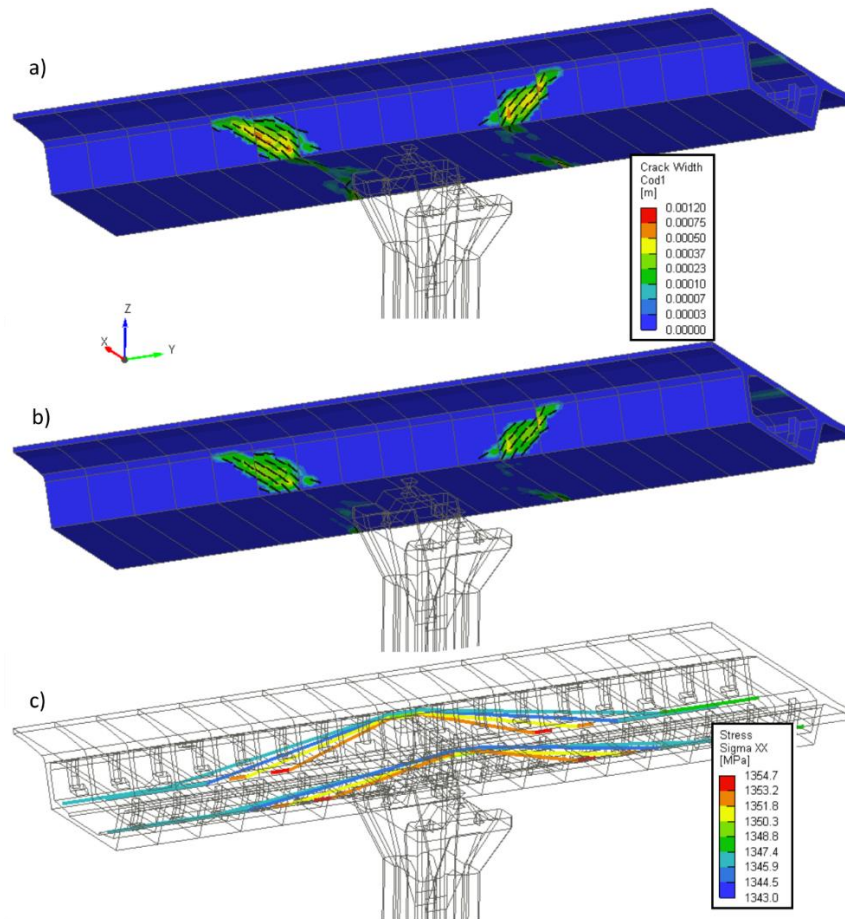 a)
Crack Width
Cod1
[m]
0.00120
0.00075
0.00050
0.00037
0.00023
0.00010
0.00007
0.00003
0.00000
Z
X
Y
b)
c)
Stress
Sigma XX
[MPa]
1354.7
1353.2
1351.8
1350.3
1348.8
1347.4
1345.9
1344.5
1343.0